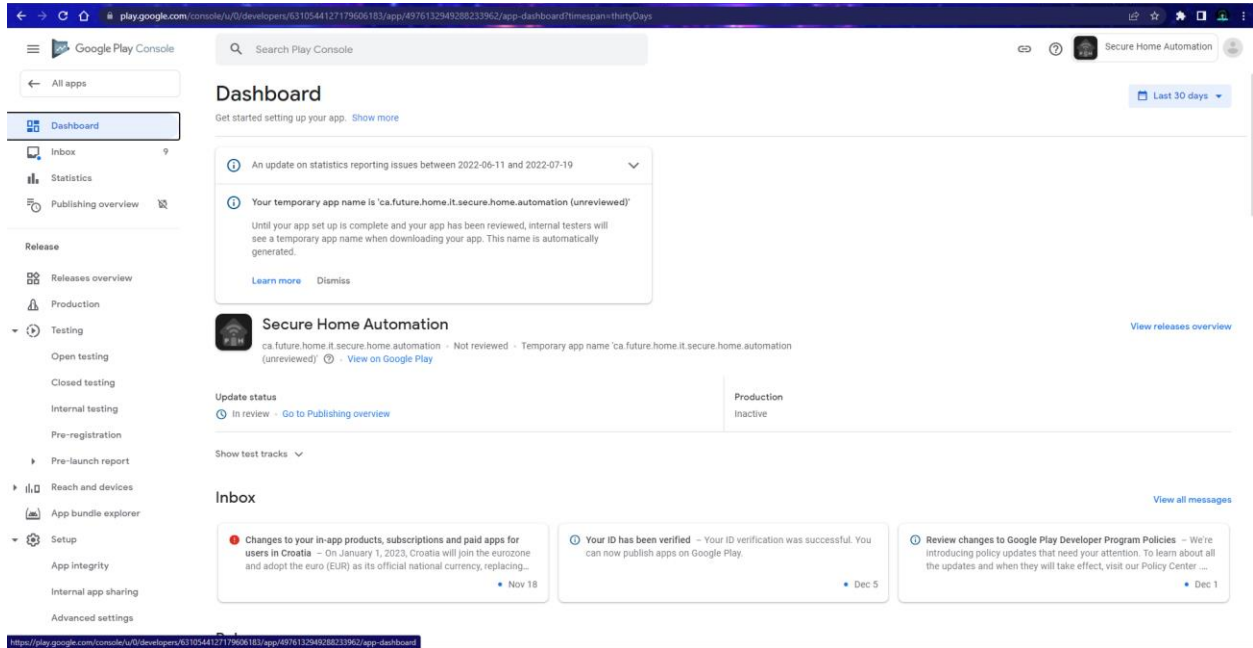 play.google.com/console/u/0/developers/6310544127179606183/app/4976132949288233962/app-dashboard?timespan=thirtyDays
Google Play Console
Search Play Console
Secure Home Automation
All apps
Dashboard
Inbox 9
Statistics
Publishing overview
Release
Releases overview
Production
Testing
Open testing
Closed testing
Internal testing
Pre-registration
Pre-launch report
Reach and devices
App bundle explorer
Setup
App integrity
Internal app sharing
Advanced settings
Dashboard
Last 30 days
Get started setting up your app. Show more
An update on statistics reporting issues between 2022-06-11 and 2022-07-19
Your temporary app name is 'ca.future.home.it.secure.home.automation (unreviewed)'
Until your app set up is complete and your app has been reviewed, internal testers will
see a temporary app name when downloading your app. This name is automatically
generated.
Learn more Dismiss
Secure Home Automation
View releases overview
ca.future.home.it.secure.home.automation · Not reviewed · Temporary app name 'ca.future.home.it.secure.home.automation
(unreviewed)' · View on Google Play
Update status
In review · Go to Publishing overview
Production
Inactive
Show test tracks
Inbox
View all messages
Changes to your in-app products, subscriptions and paid apps for
users in Croatia – On January 1, 2023, Croatia will join the eurozone
and adopt the euro (EUR) as its official national currency, replacing...
• Nov 18
Your ID has been verified – Your ID verification was successful. You
can now publish apps on Google Play.
• Dec 5
Review changes to Google Play Developer Program Policies – We're
introducing policy updates that need your attention. To learn about all
the updates and when they will take effect, visit our Policy Center ....
• Dec 1
https://play.google.com/console/u/0/developers/6310544127179606183/app/4976132949288233962/app-dashboard